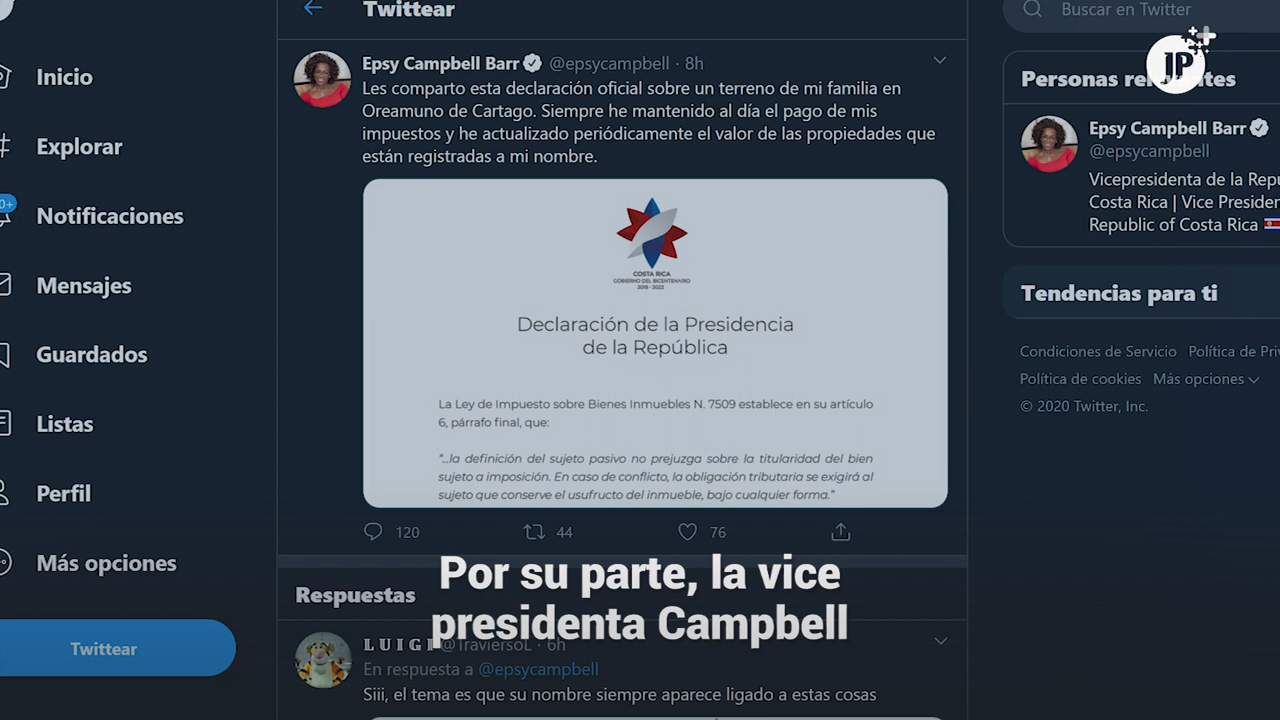 Twittear
Buscar en Twitter
JP
Inicio
Explorar
Notificaciones
Mensajes
Guardados
Listas
Perfil
Más opciones
Twittear
Epsy Campbell Barr @epsycampbell · 8h
Les comparto esta declaración oficial sobre un terreno de mi familia en
Oreamuno de Cartago. Siempre he mantenido al día el pago de mis
impuestos y he actualizado periódicamente el valor de las propiedades que
están registradas a mi nombre.
COSTA RICA
GOBIERNO DEL BICENTENARIO
2018 - 2022
Declaración de la Presidencia
de la República
La Ley de Impuesto sobre Bienes Inmuebles N. 7509 establece en su artículo
6, párrafo final, que:
"...la definición del sujeto pasivo no prejuzga sobre la titularidad del bien
sujeto a imposición. En caso de conflicto, la obligación tributaria se exigirá al
sujeto que conserve el usufructo del inmueble, bajo cualquier forma."
120 44 76
Por su parte, la vice
presidenta Campbell
Respuestas
LUIGI @TraviersoL · 6h
En respuesta a @epsycampbell
Siii, el tema es que su nombre siempre aparece ligado a estas cosas
Personas relevantes
Epsy Campbell Barr
@epsycampbell
Vicepresidenta de la Repú
Costa Rica | Vice Presiden
Republic of Costa Rica
Tendencias para ti
Condiciones de Servicio Política de Pri
Política de cookies Más opciones
© 2020 Twitter, Inc.